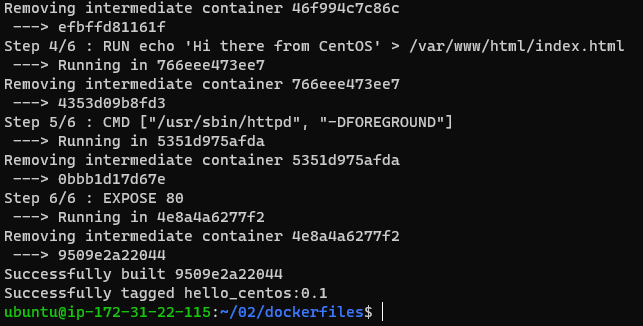 Removing intermediate container 46f994c7c86c
 ---> efbffd81161f
Step 4/6 : RUN echo 'Hi there from CentOS' > /var/www/html/index.html
 ---> Running in 766eee473ee7
Removing intermediate container 766eee473ee7
 ---> 4353d09b8fd3
Step 5/6 : CMD ["/usr/sbin/httpd", "-DFOREGROUND"]
 ---> Running in 5351d975afda
Removing intermediate container 5351d975afda
 ---> 0bbb1d17d67e
Step 6/6 : EXPOSE 80
 ---> Running in 4e8a4a6277f2
Removing intermediate container 4e8a4a6277f2
 ---> 9509e2a22044
Successfully built 9509e2a22044
Successfully tagged hello_centos:0.1
ubuntu@ip-172-31-22-115:~/02/dockerfiles$